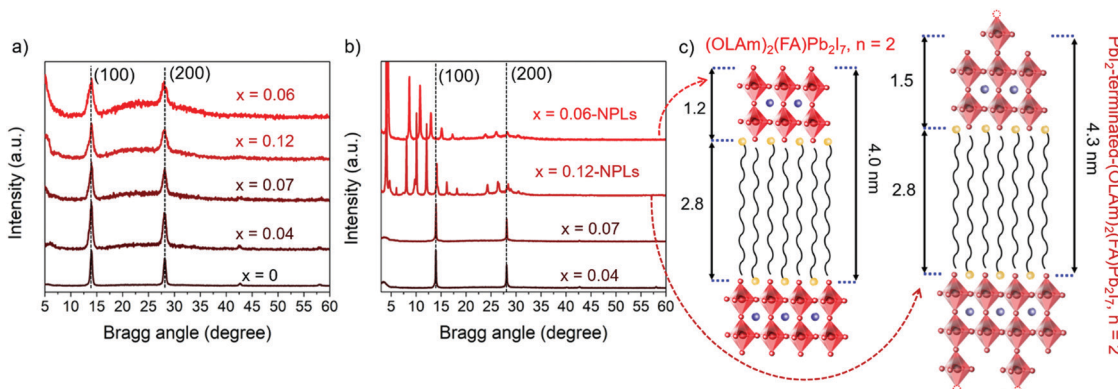 a)
Intensity (a.u.)
(100)
(200)
x = 0.06
x = 0.12
x = 0.07
x = 0.04
x = 0
5 10 15 20 25 30 35 40 45 50 55 60
Bragg angle (degree)
b)
Intensity (a.u.)
(100)
(200)
x = 0.06-NPLs
x = 0.12-NPLs
x = 0.07
x = 0.04
5 10 15 20 25 30 35 40 45 50 55 60
Bragg angle (degree)
c)
(OLAm)₂(FA)Pb₂I₇, n = 2
1.2
2.8
4.0 nm
1.5
2.8
4.3 nm
PbI₂-terminated-(OLAm)₂(FA)Pb₂I₇, n = 2